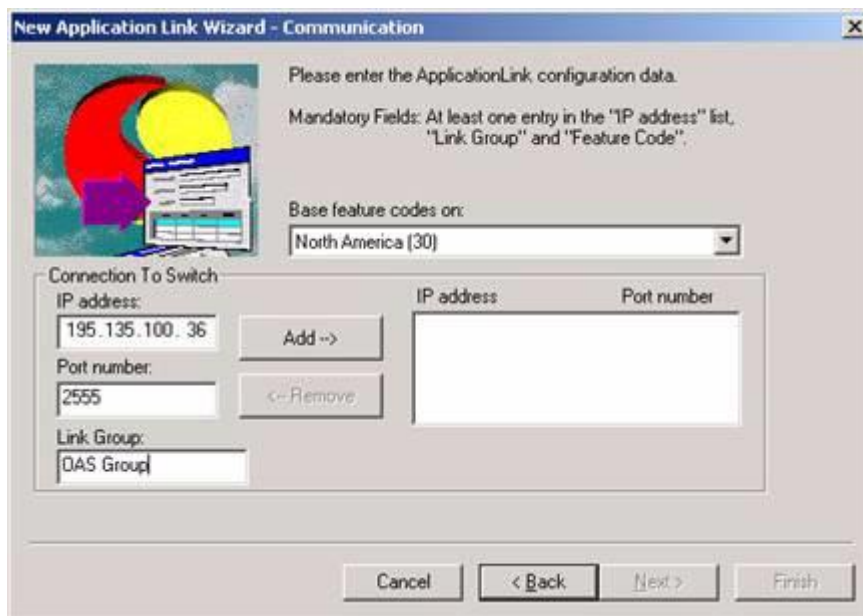 New Application Link Wizard - Communication
Please enter the ApplicationLink configuration data.
Mandatory Fields: At least one entry in the "IP address" list,
"Link Group" and "Feature Code".
Base feature codes on:
North America (30)
Connection To Switch
IP address:
195.135.100. 36
Add -->
Port number:
2555
<-- Remove
Link Group:
OAS Group
IP address Port number
Cancel < Back Next > Finish